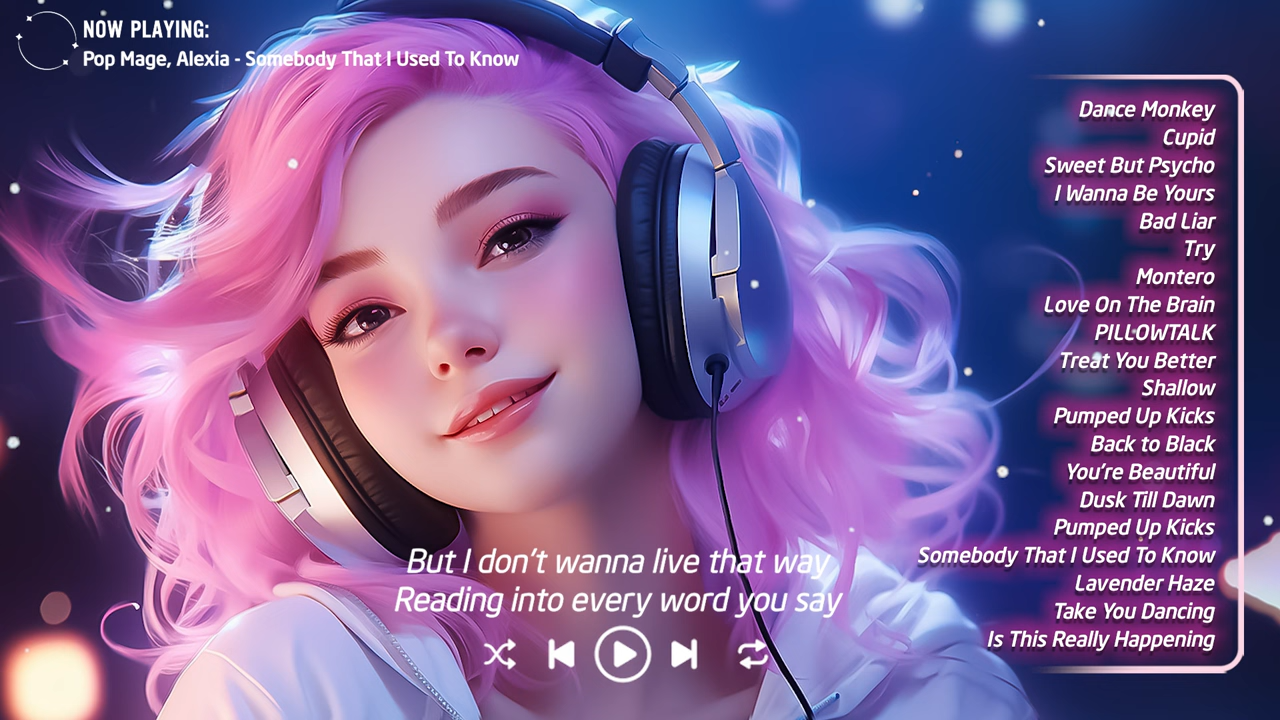 NOW PLAYING:
Pop Mage, Alexia - Somebody That I Used To Know
Dance Monkey
Cupid
Sweet But Psycho
I Wanna Be Yours
Bad Liar
Try
Montero
Love On The Brain
PILLOWTALK
Treat You Better
Shallow
Pumped Up Kicks
Back to Black
You're Beautiful
Dusk Till Dawn
Pumped Up Kicks
Somebody That I Used To Know
Lavender Haze
Take You Dancing
Is This Really Happening
But I don't wanna live that way
Reading into every word you say